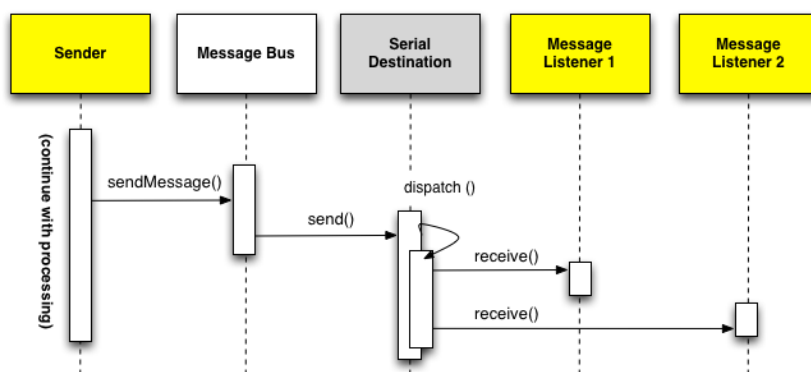 Sender
Message Bus
Serial
Destination
Message
Listener 1
Message
Listener 2
(continue with processing)
sendMessage()
dispatch ()
send()
receive()
receive()